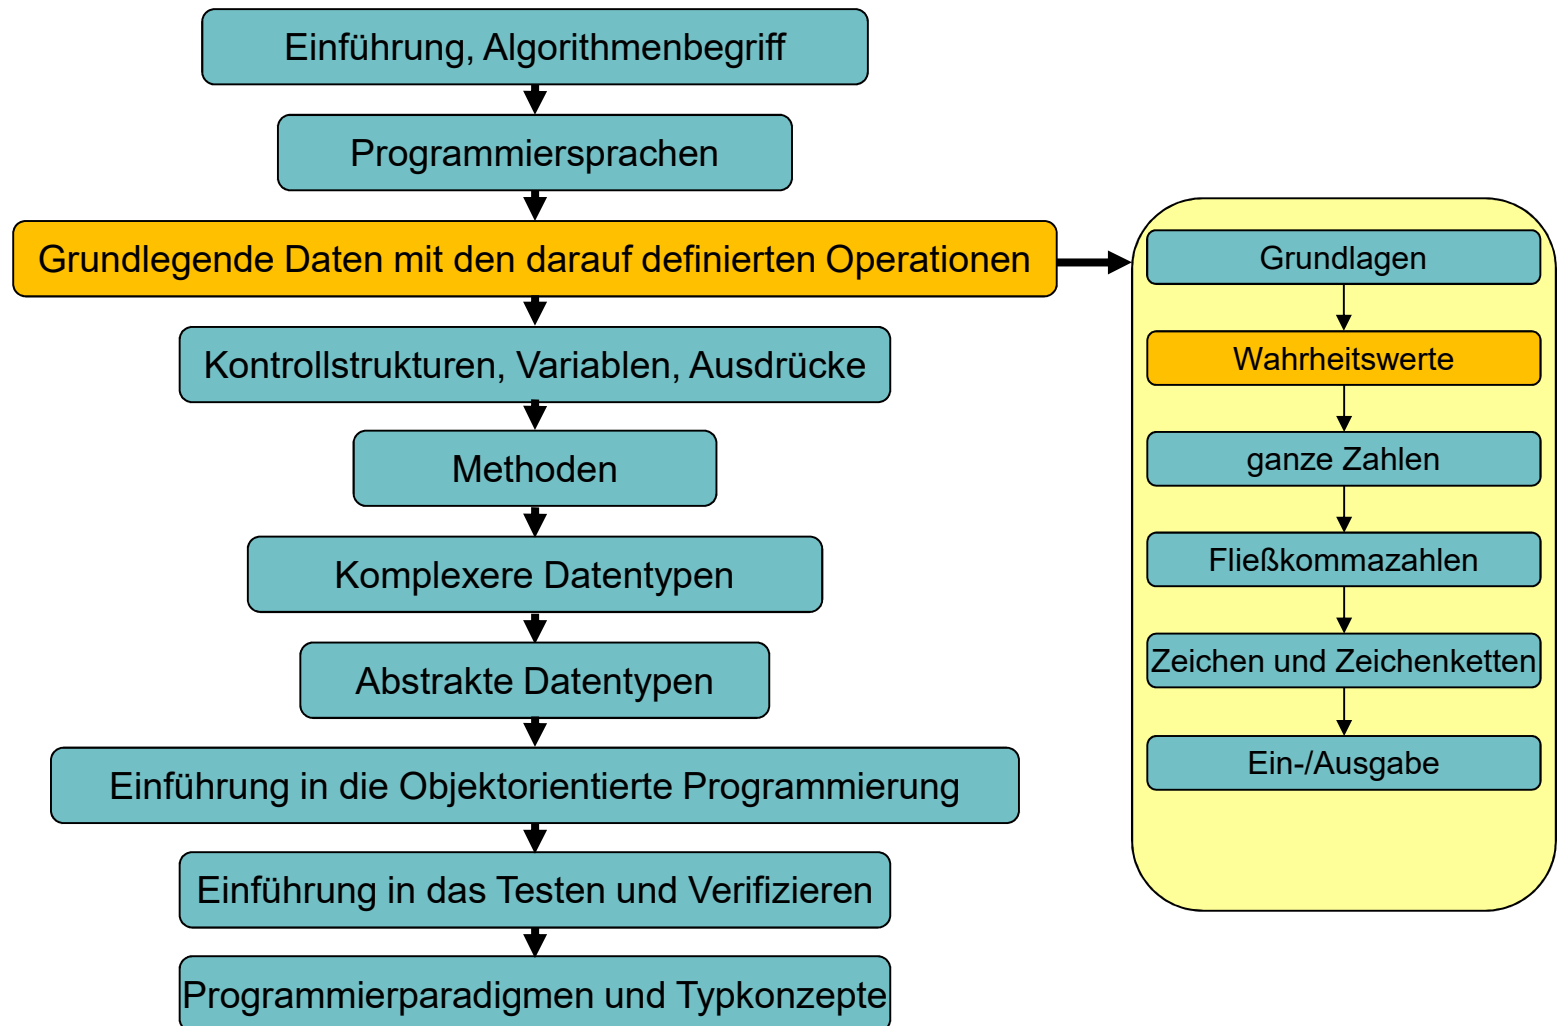 Einführung, Algorithmenbegriff
Programmiersprachen
Grundlegende Daten mit den darauf definierten Operationen
Kontrollstrukturen, Variablen, Ausdrücke
Methoden
Komplexere Datentypen
Abstrakte Datentypen
Einführung in die Objektorientierte Programmierung
Einführung in das Testen und Verifizieren
Programmierparadigmen und Typkonzepte
Grundlagen
Wahrheitswerte
ganze Zahlen
Fließkommazahlen
Zeichen und Zeichenketten
Ein-/Ausgabe